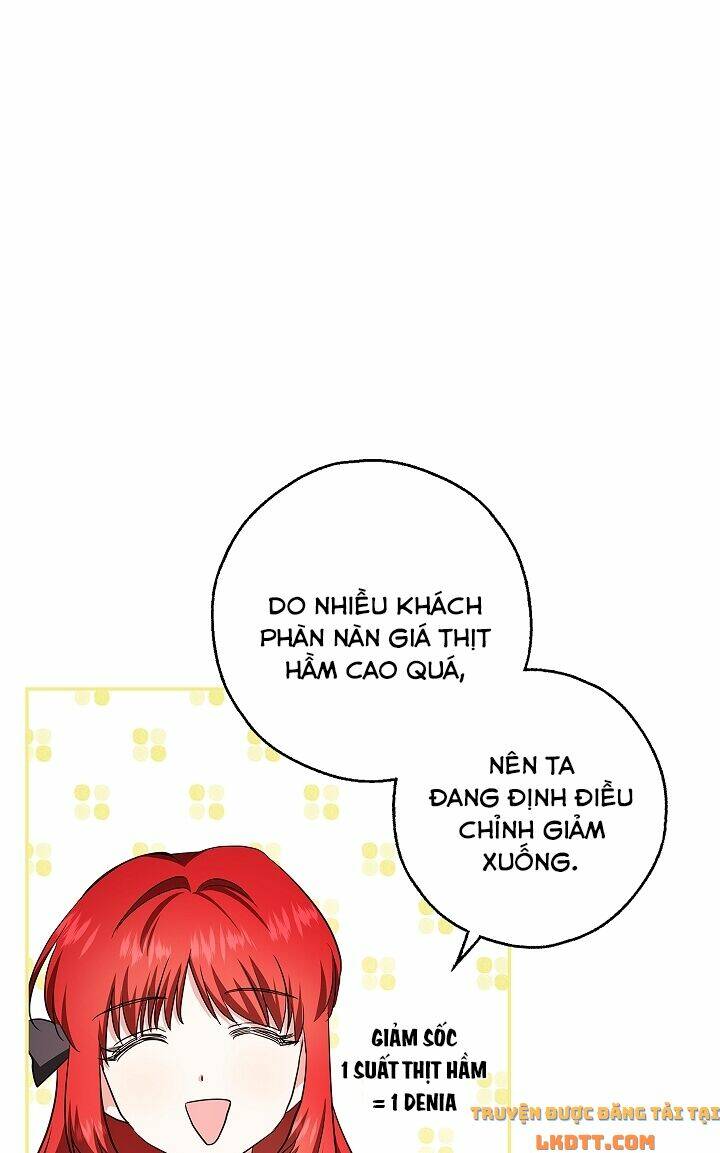 DO NHIỀU KHÁCH
PHÀN NÀN GIÁ THỊT
HẦM CAO QUÁ,
NÊN TA
ĐANG ĐỊNH ĐIỀU
CHỈNH GIẢM
XUỐNG.
GIẢM SỐC
1 SUẤT THỊT HẦM
= 1 DENIA
TRUYỆN ĐƯỢC ĐĂNG TẢI TẠI
LKDTT.COM